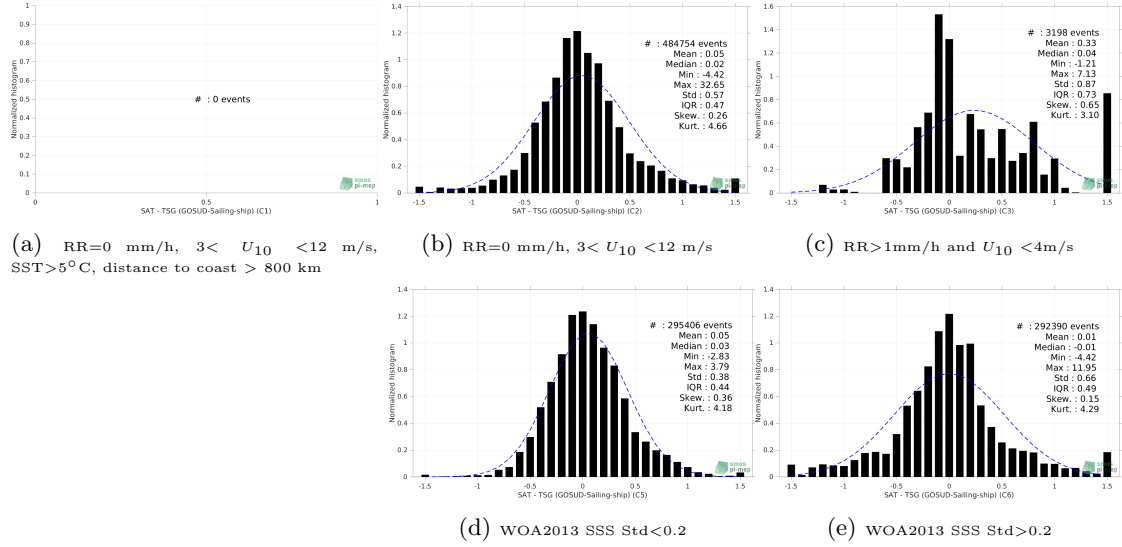 1
0.9
0.8
0.7
0.6
0.5
0.4
0.3
0.2
0.1
0
Normalized histogram
# : 0 events
0 0.5 1
SAT - TSG (GOSUD-Sailing-ship) (C1)
smos
pi-mep
(a) RR=0 mm/h, 3< U10 <12 m/s,
SST>5°C, distance to coast > 800 km
1.4
1.2
1
0.8
0.6
0.4
0.2
0
Normalized histogram
# : 484754 events
Mean : 0.05
Median : 0.02
Min : -4.42
Max : 32.65
Std : 0.57
IQR : 0.47
Skew. : 0.26
Kurt. : 4.66
-1.5 -1 -0.5 0 0.5 1 1.5
SAT - TSG (GOSUD-Sailing-ship) (C2)
smos
pi-mep
(b) RR=0 mm/h, 3< U10 <12 m/s
1.6
1.4
1.2
1
0.8
0.6
0.4
0.2
0
Normalized histogram
# : 3198 events
Mean : 0.33
Median : 0.04
Min : -1.21
Max : 7.13
Std : 0.87
IQR : 0.73
Skew. : 0.65
Kurt. : 3.10
-1.5 -1 -0.5 0 0.5 1 1.5
SAT - TSG (GOSUD-Sailing-ship) (C3)
smos
pi-mep
(c) RR>1mm/h and U10 <4m/s
1.4
1.2
1
0.8
0.6
0.4
0.2
0
Normalized histogram
# : 295406 events
Mean : 0.05
Median : 0.03
Min : -2.83
Max : 3.79
Std : 0.38
IQR : 0.44
Skew. : 0.36
Kurt. : 4.18
-1.5 -1 -0.5 0 0.5 1 1.5
SAT - TSG (GOSUD-Sailing-ship) (C5)
smos
pi-mep
(d) WOA2013 SSS Std<0.2
1.4
1.2
1
0.8
0.6
0.4
0.2
0
Normalized histogram
# : 292390 events
Mean : 0.01
Median : -0.01
Min : -4.42
Max : 11.95
Std : 0.66
IQR : 0.49
Skew. : 0.15
Kurt. : 4.29
-1.5 -1 -0.5 0 0.5 1 1.5
SAT - TSG (GOSUD-Sailing-ship) (C6)
smos
pi-mep
(e) WOA2013 SSS Std>0.2